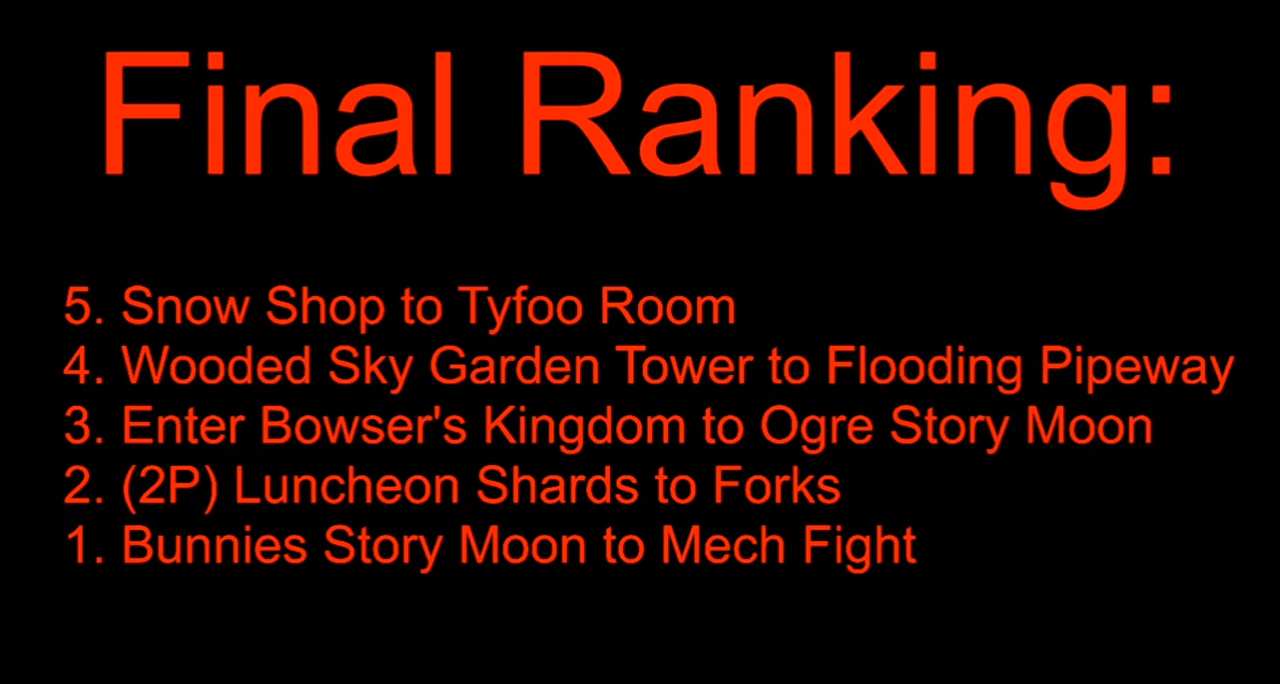 Final Ranking:
5. Snow Shop to Tyfoo Room
4. Wooded Sky Garden Tower to Flooding Pipeway
3. Enter Bowser's Kingdom to Ogre Story Moon
2. (2P) Luncheon Shards to Forks
1. Bunnies Story Moon to Mech Fight